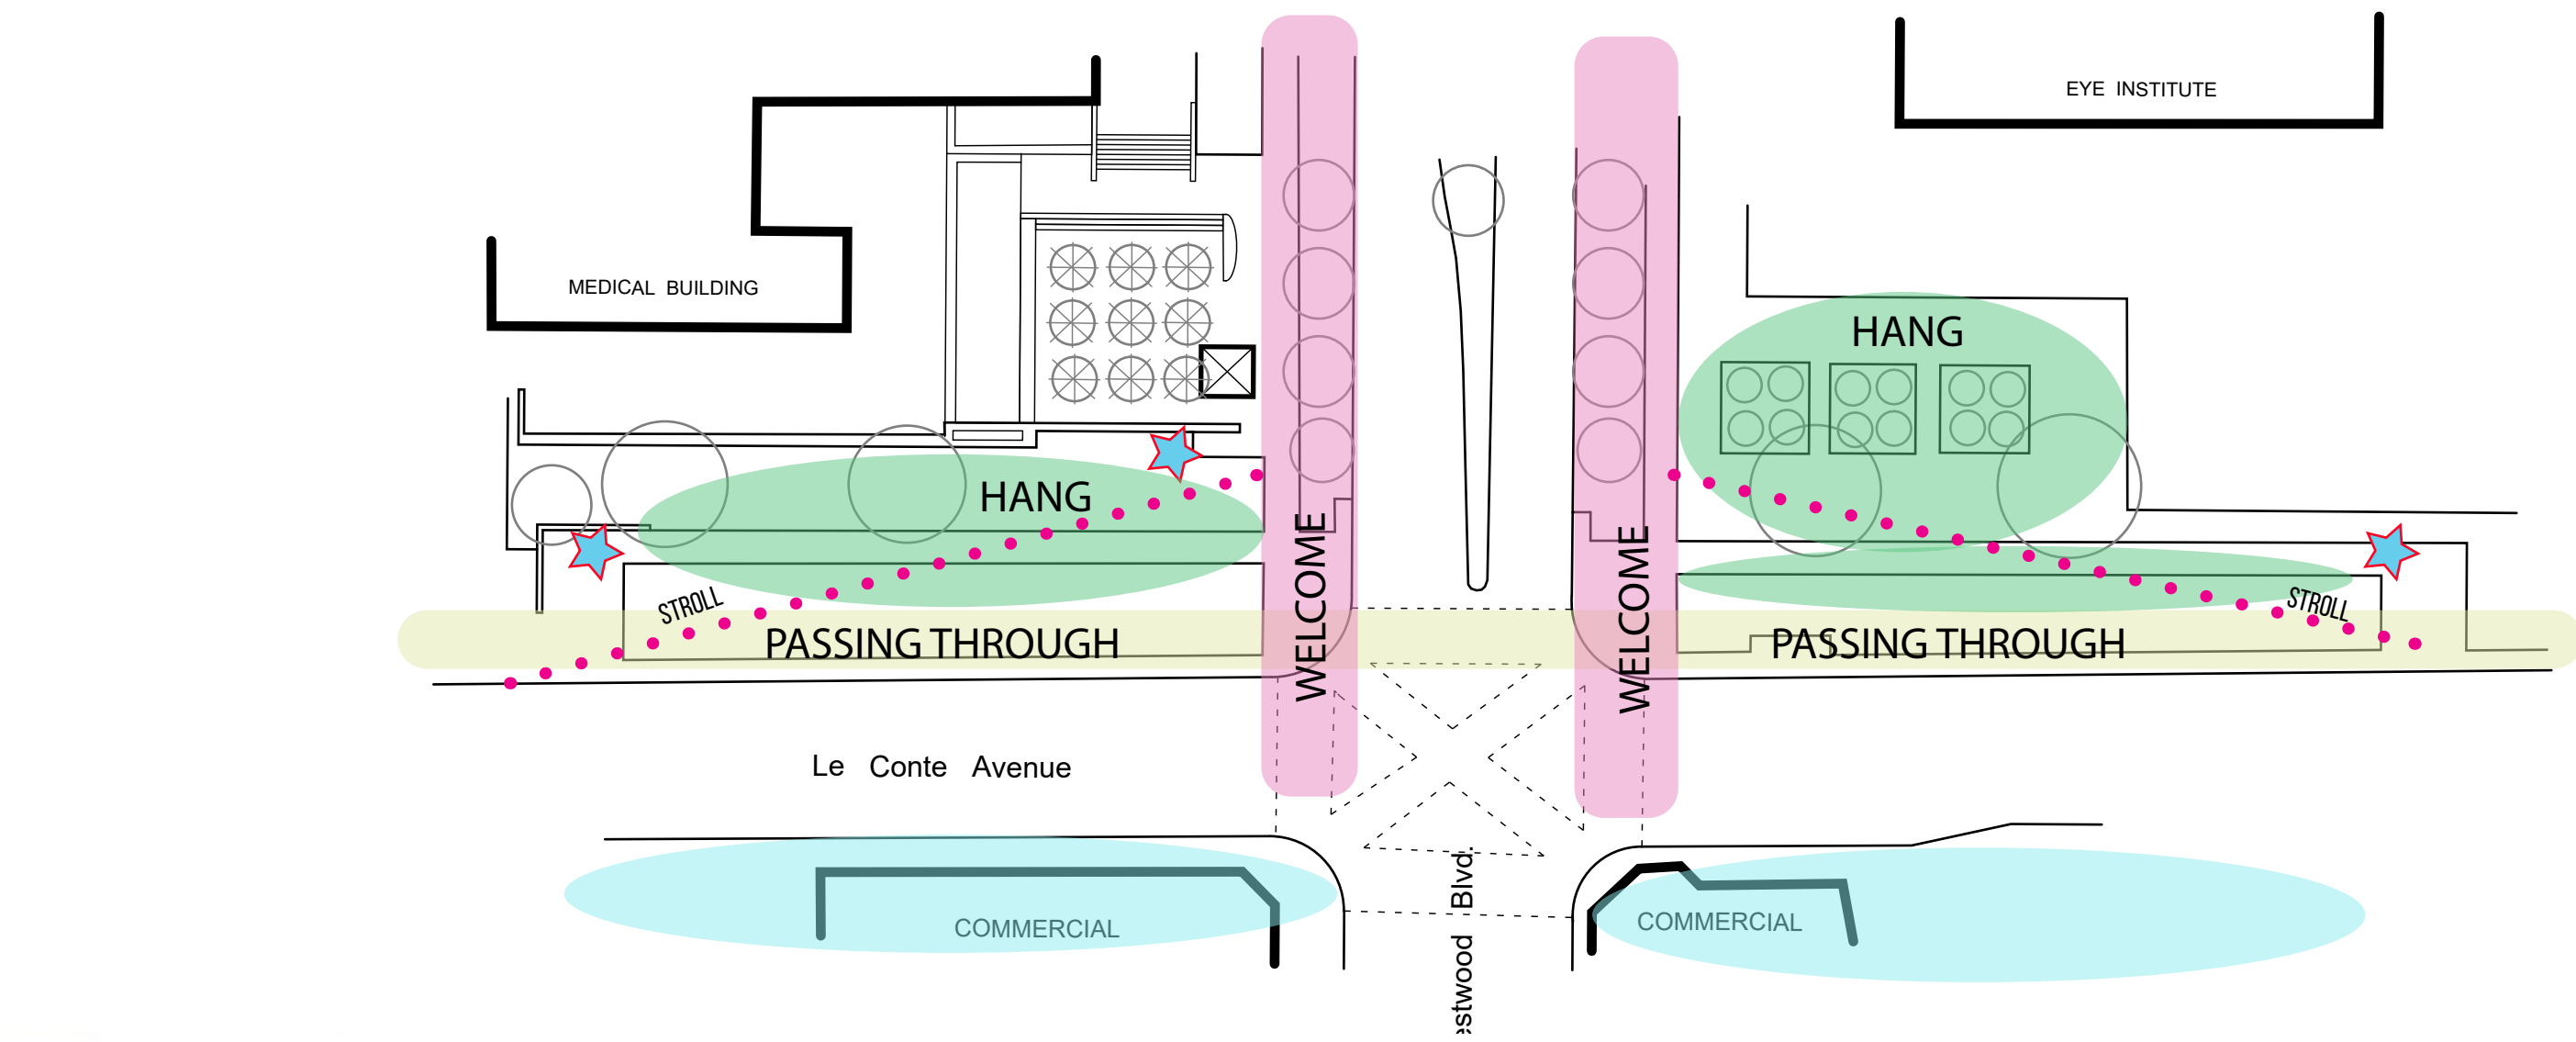 EYE INSTITUTE
MEDICAL BUILDING
HANG
HANG
WELCOME
WELCOME
STROLL
STROLL
PASSING THROUGH
PASSING THROUGH
Le Conte Avenue
estwood Blvd.
COMMERCIAL
COMMERCIAL